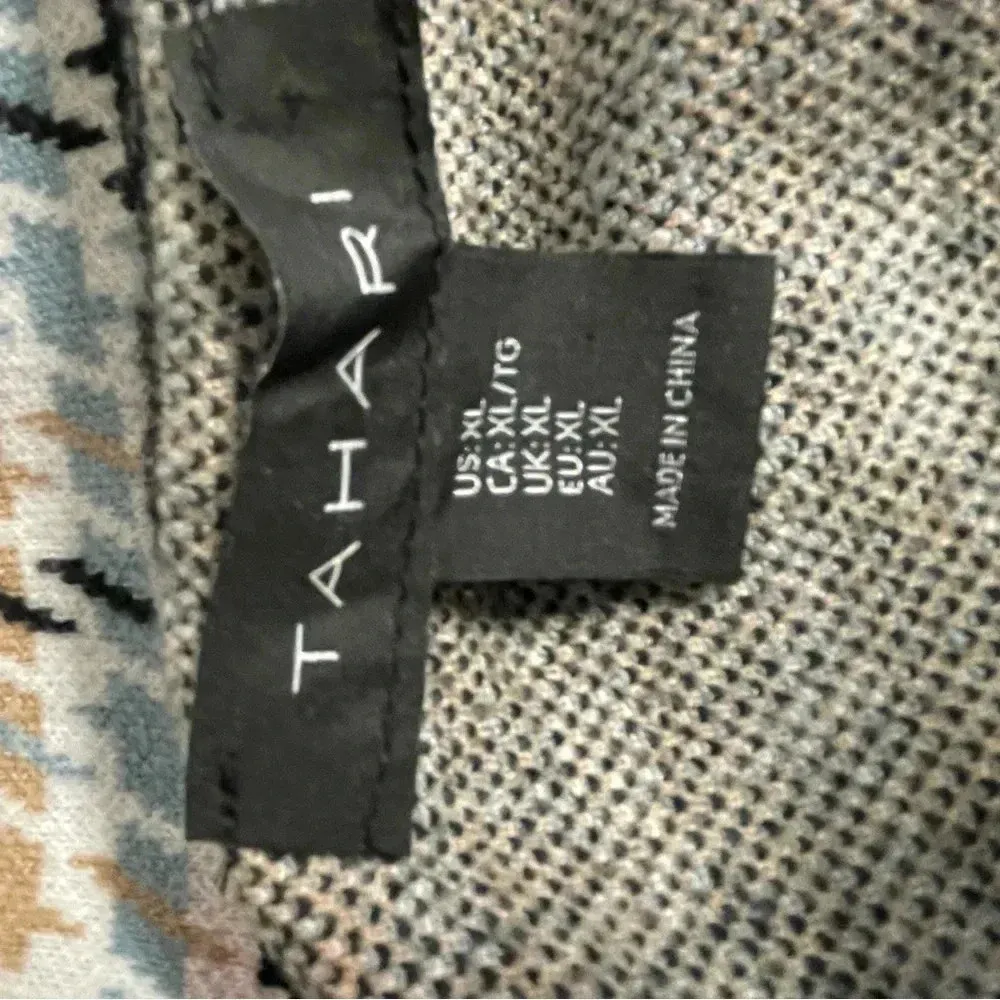 TAHARI
US: XL
CA: XL/TG
UK: XL
EU: XL
AU: XL
MADE IN CHINA